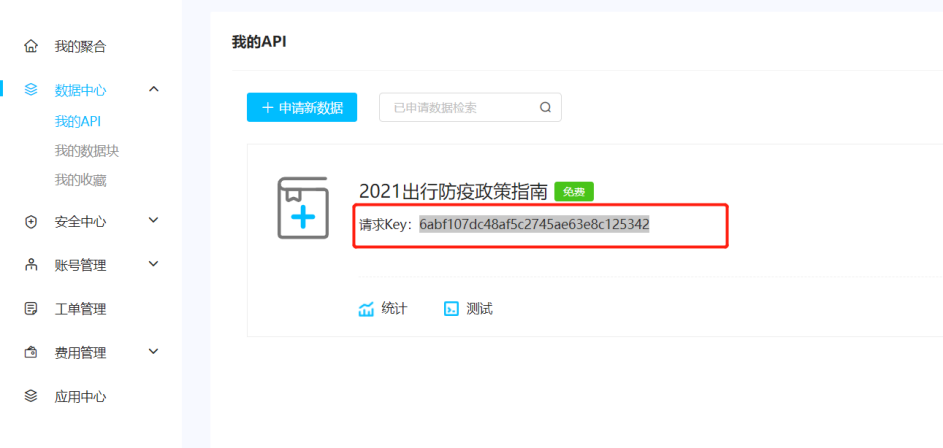 我的聚合
数据中心
我的API
我的数据块
我的收藏
安全中心
账号管理
工单管理
费用管理
应用中心
我的API
申请新数据
已申请数据检索
2021出行防疫政策指南 免费
请求Key：6abf107dc48af5c2745ae63e8c125342
统计 测试